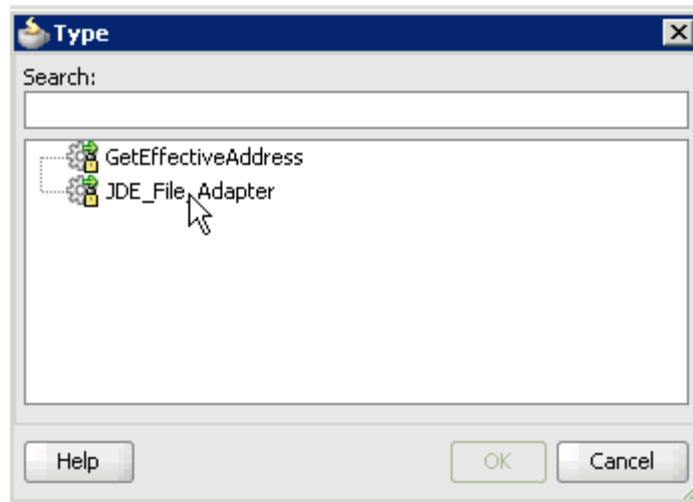 Type
Search:
GetEffectiveAddress
JDE_File_Adapter
Help
OK
Cancel